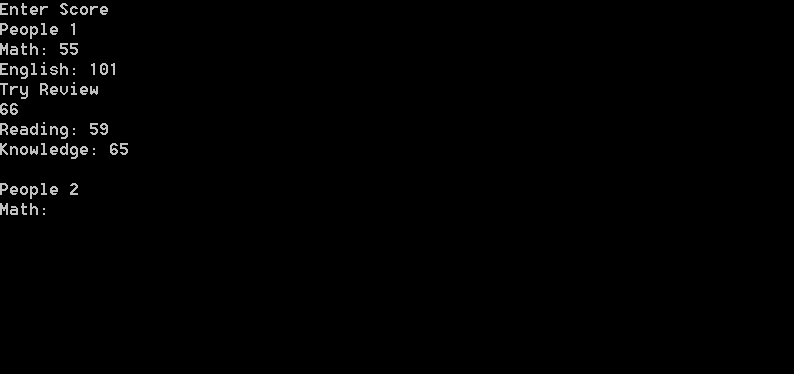 Enter Score
People 1
Math: 55
English: 101
Try Review
66
Reading: 59
Knowledge: 65
People 2
Math: